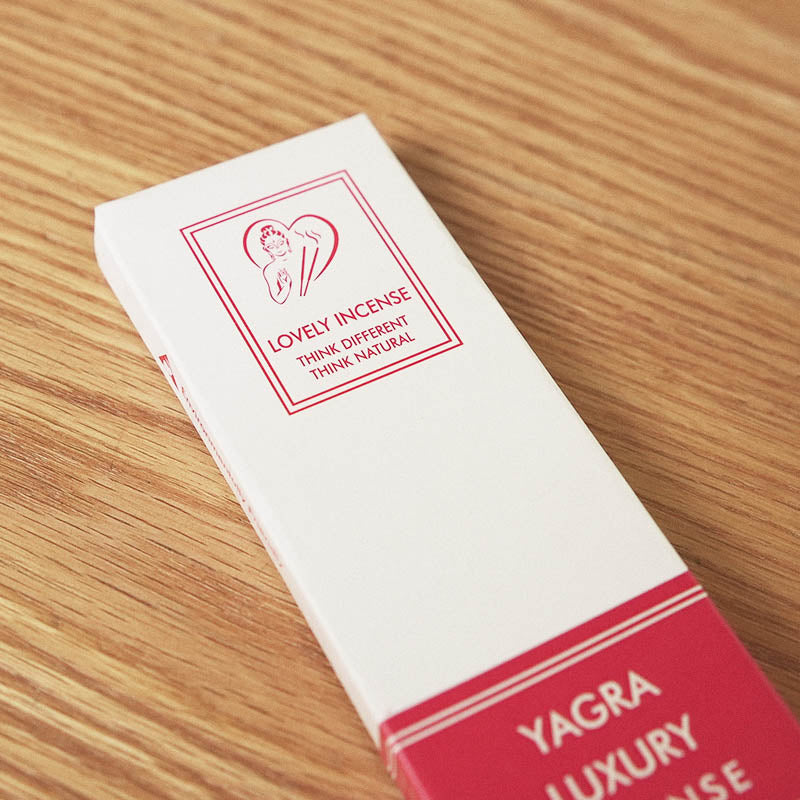 LOVELY INCENSE
THINK DIFFERENT
THINK NATURAL
YAGRA
LUXURY